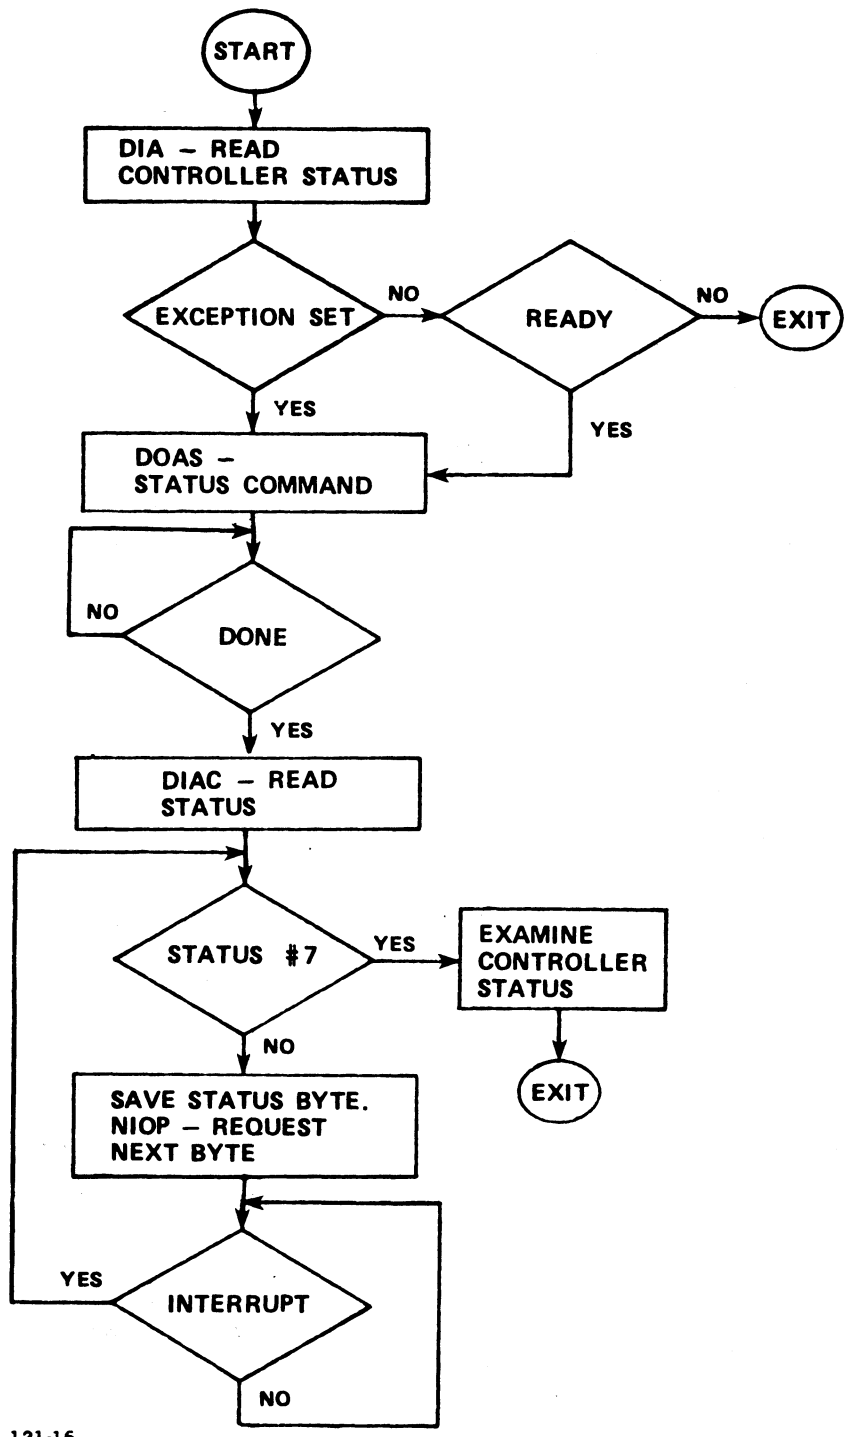 START
DIA – READ
CONTROLLER STATUS
EXCEPTION SET
NO
READY
NO
EXIT
YES
YES
DOAS –
STATUS COMMAND
NO
DONE
YES
DIAC – READ
STATUS
STATUS #7
YES
EXAMINE
CONTROLLER
STATUS
NO
EXIT
SAVE STATUS BYTE.
NIOP – REQUEST
NEXT BYTE
YES
INTERRUPT
NO
121-16